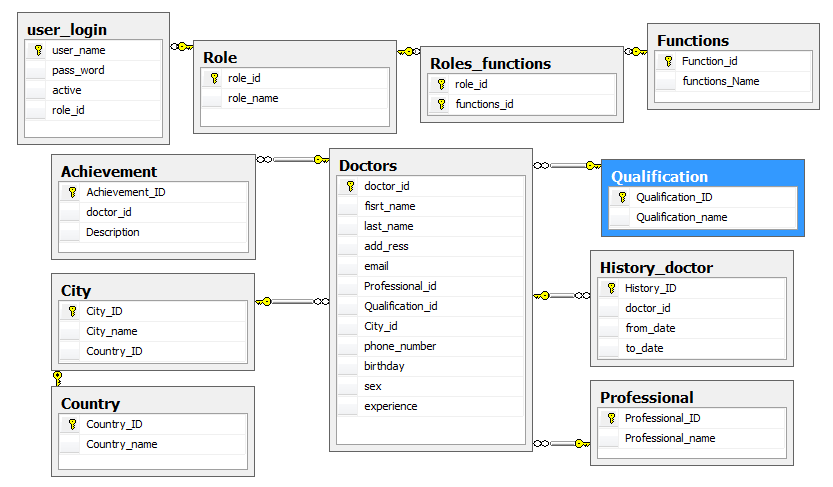 user_login
user_name
pass_word
active
role_id
Role
role_id
role_name
Roles_functions
role_id
functions_id
Functions
Function_id
functions_Name
Achievement
Achievement_ID
doctor_id
Description
Doctors
doctor_id
fisrt_name
last_name
add_ress
email
Professional_id
Qualification_id
City_id
phone_number
birthday
sex
experience
Qualification
Qualification_ID
Qualification_name
City
City_ID
City_name
Country_ID
History_doctor
History_ID
doctor_id
from_date
to_date
Country
Country_ID
Country_name
Professional
Professional_ID
Professional_name